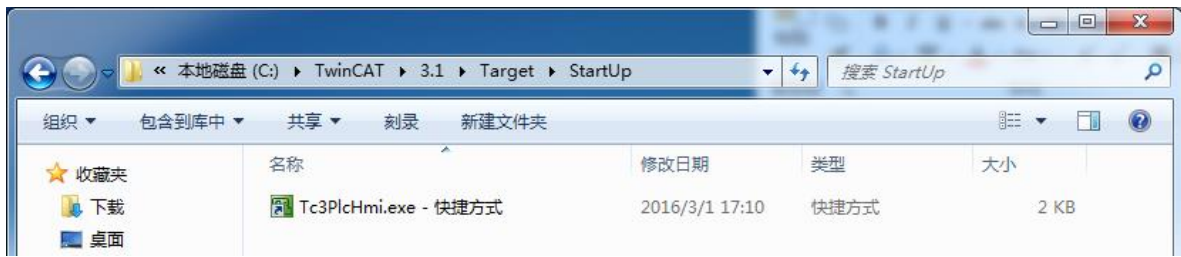 « 本地磁盘 (C:) ▸ TwinCAT ▸ 3.1 ▸ Target ▸ StartUp 搜索 StartUp
组织 包含到库中 共享 刻录 新建文件夹
收藏夹 名称 修改日期 类型 大小
下载 Tc3PlcHmi.exe - 快捷方式 2016/3/1 17:10 快捷方式 2 KB
桌面